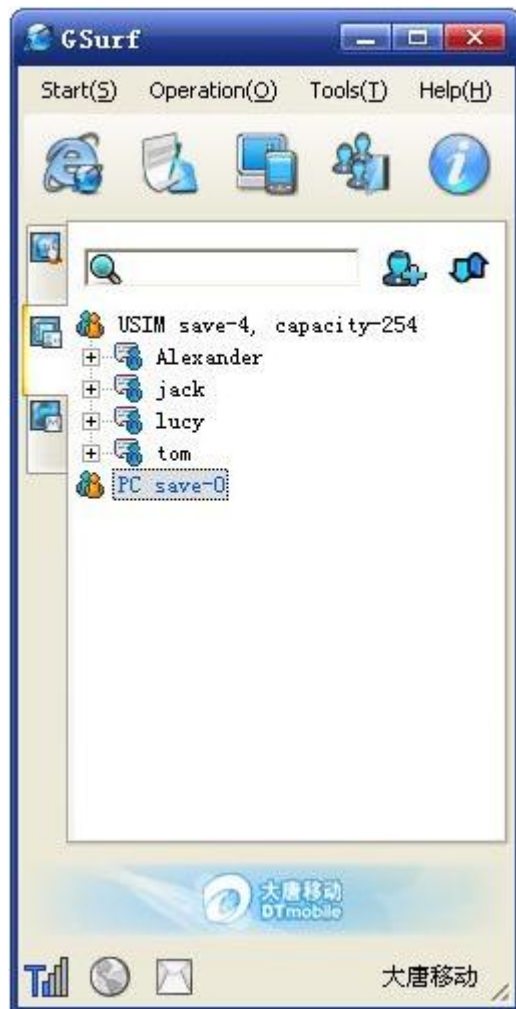 GSurf
Start(S) Operation(O) Tools(T) Help(H)
USIM save-4, capacity-254
Alexander
jack
lucy
tom
PC save-0
大唐移动
DTmobile
大唐移动